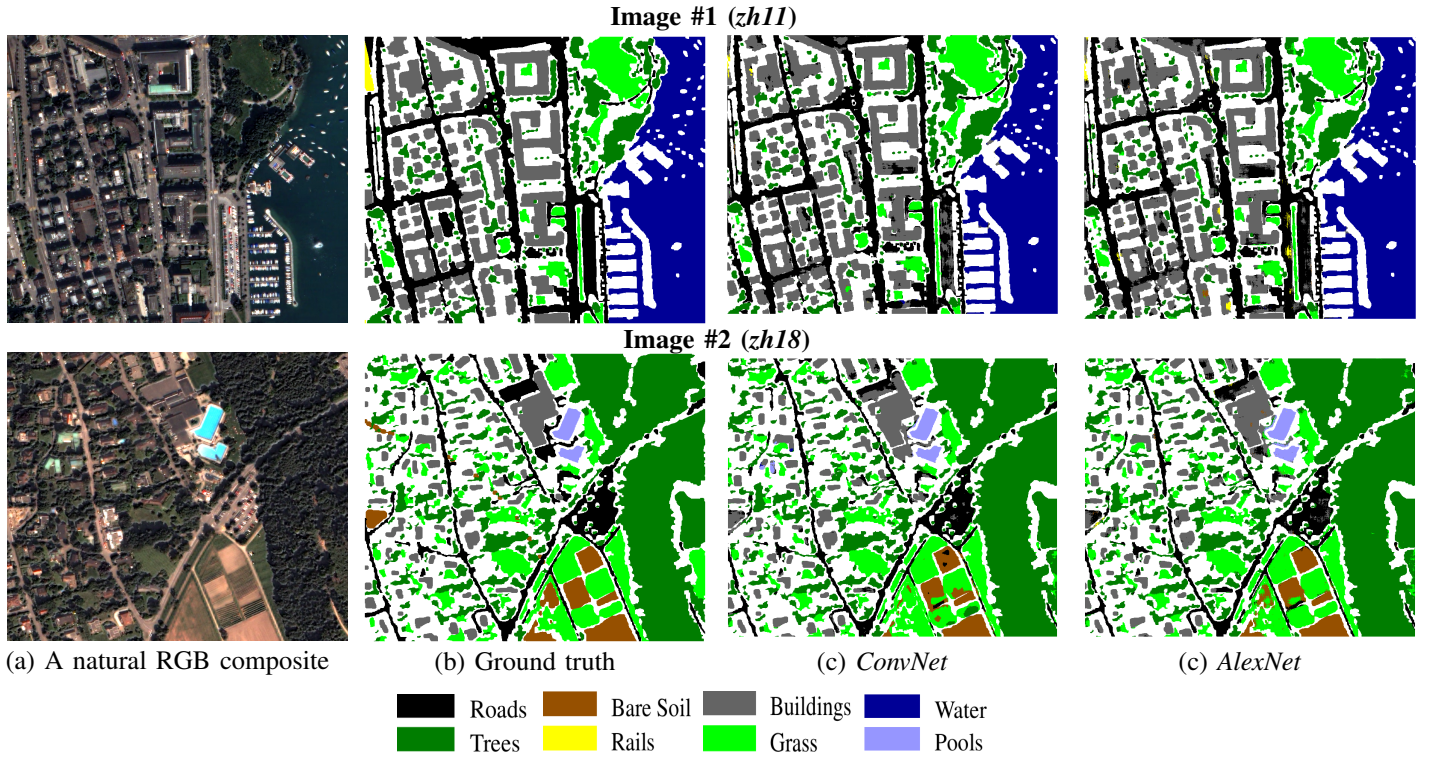 Image #1 (zh11)
Image #2 (zh18)
(a) A natural RGB composite
(b) Ground truth
(c) ConvNet
(c) AlexNet
Roads
Bare Soil
Buildings
Water
Trees
Rails
Grass
Pools